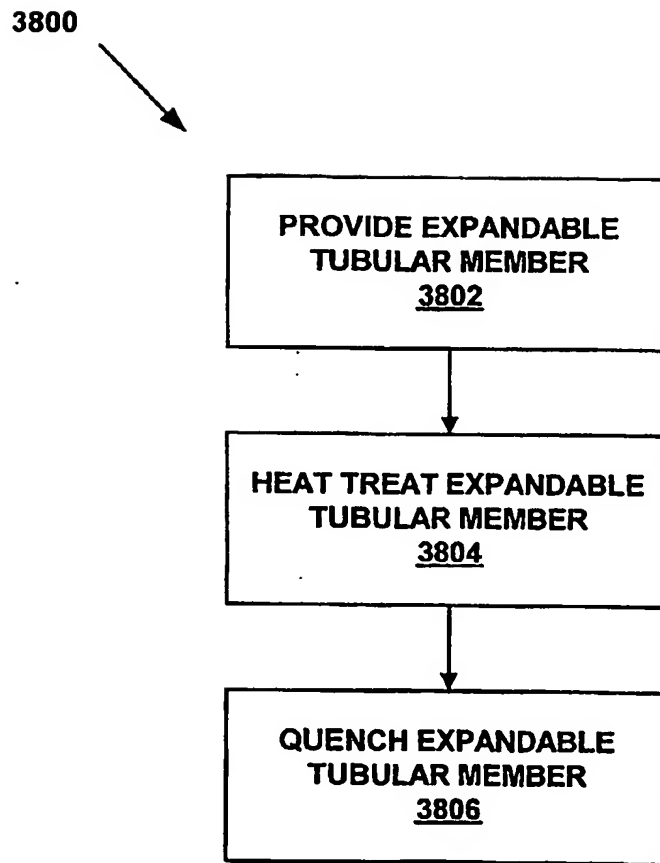 3800
PROVIDE EXPANDABLE
TUBULAR MEMBER
3802
HEAT TREAT EXPANDABLE
TUBULAR MEMBER
3804
QUENCH EXPANDABLE
TUBULAR MEMBER
3806